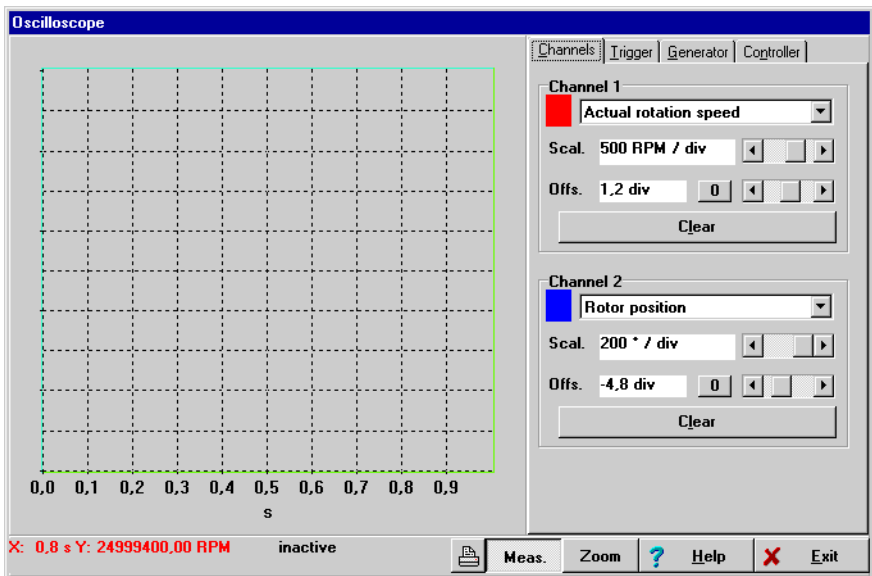 Oscilloscope
Channels Trigger Generator Controller
Channel 1
Actual rotation speed
Scal. 500 RPM / div
Offs. 1,2 div 0
Clear
Channel 2
Rotor position
Scal. 200 ° / div
Offs. -4,8 div 0
Clear
0,0 0,1 0,2 0,3 0,4 0,5 0,6 0,7 0,8 0,9
s
X: 0,8 s Y: 24999400,00 RPM inactive Meas. Zoom ? Help Exit